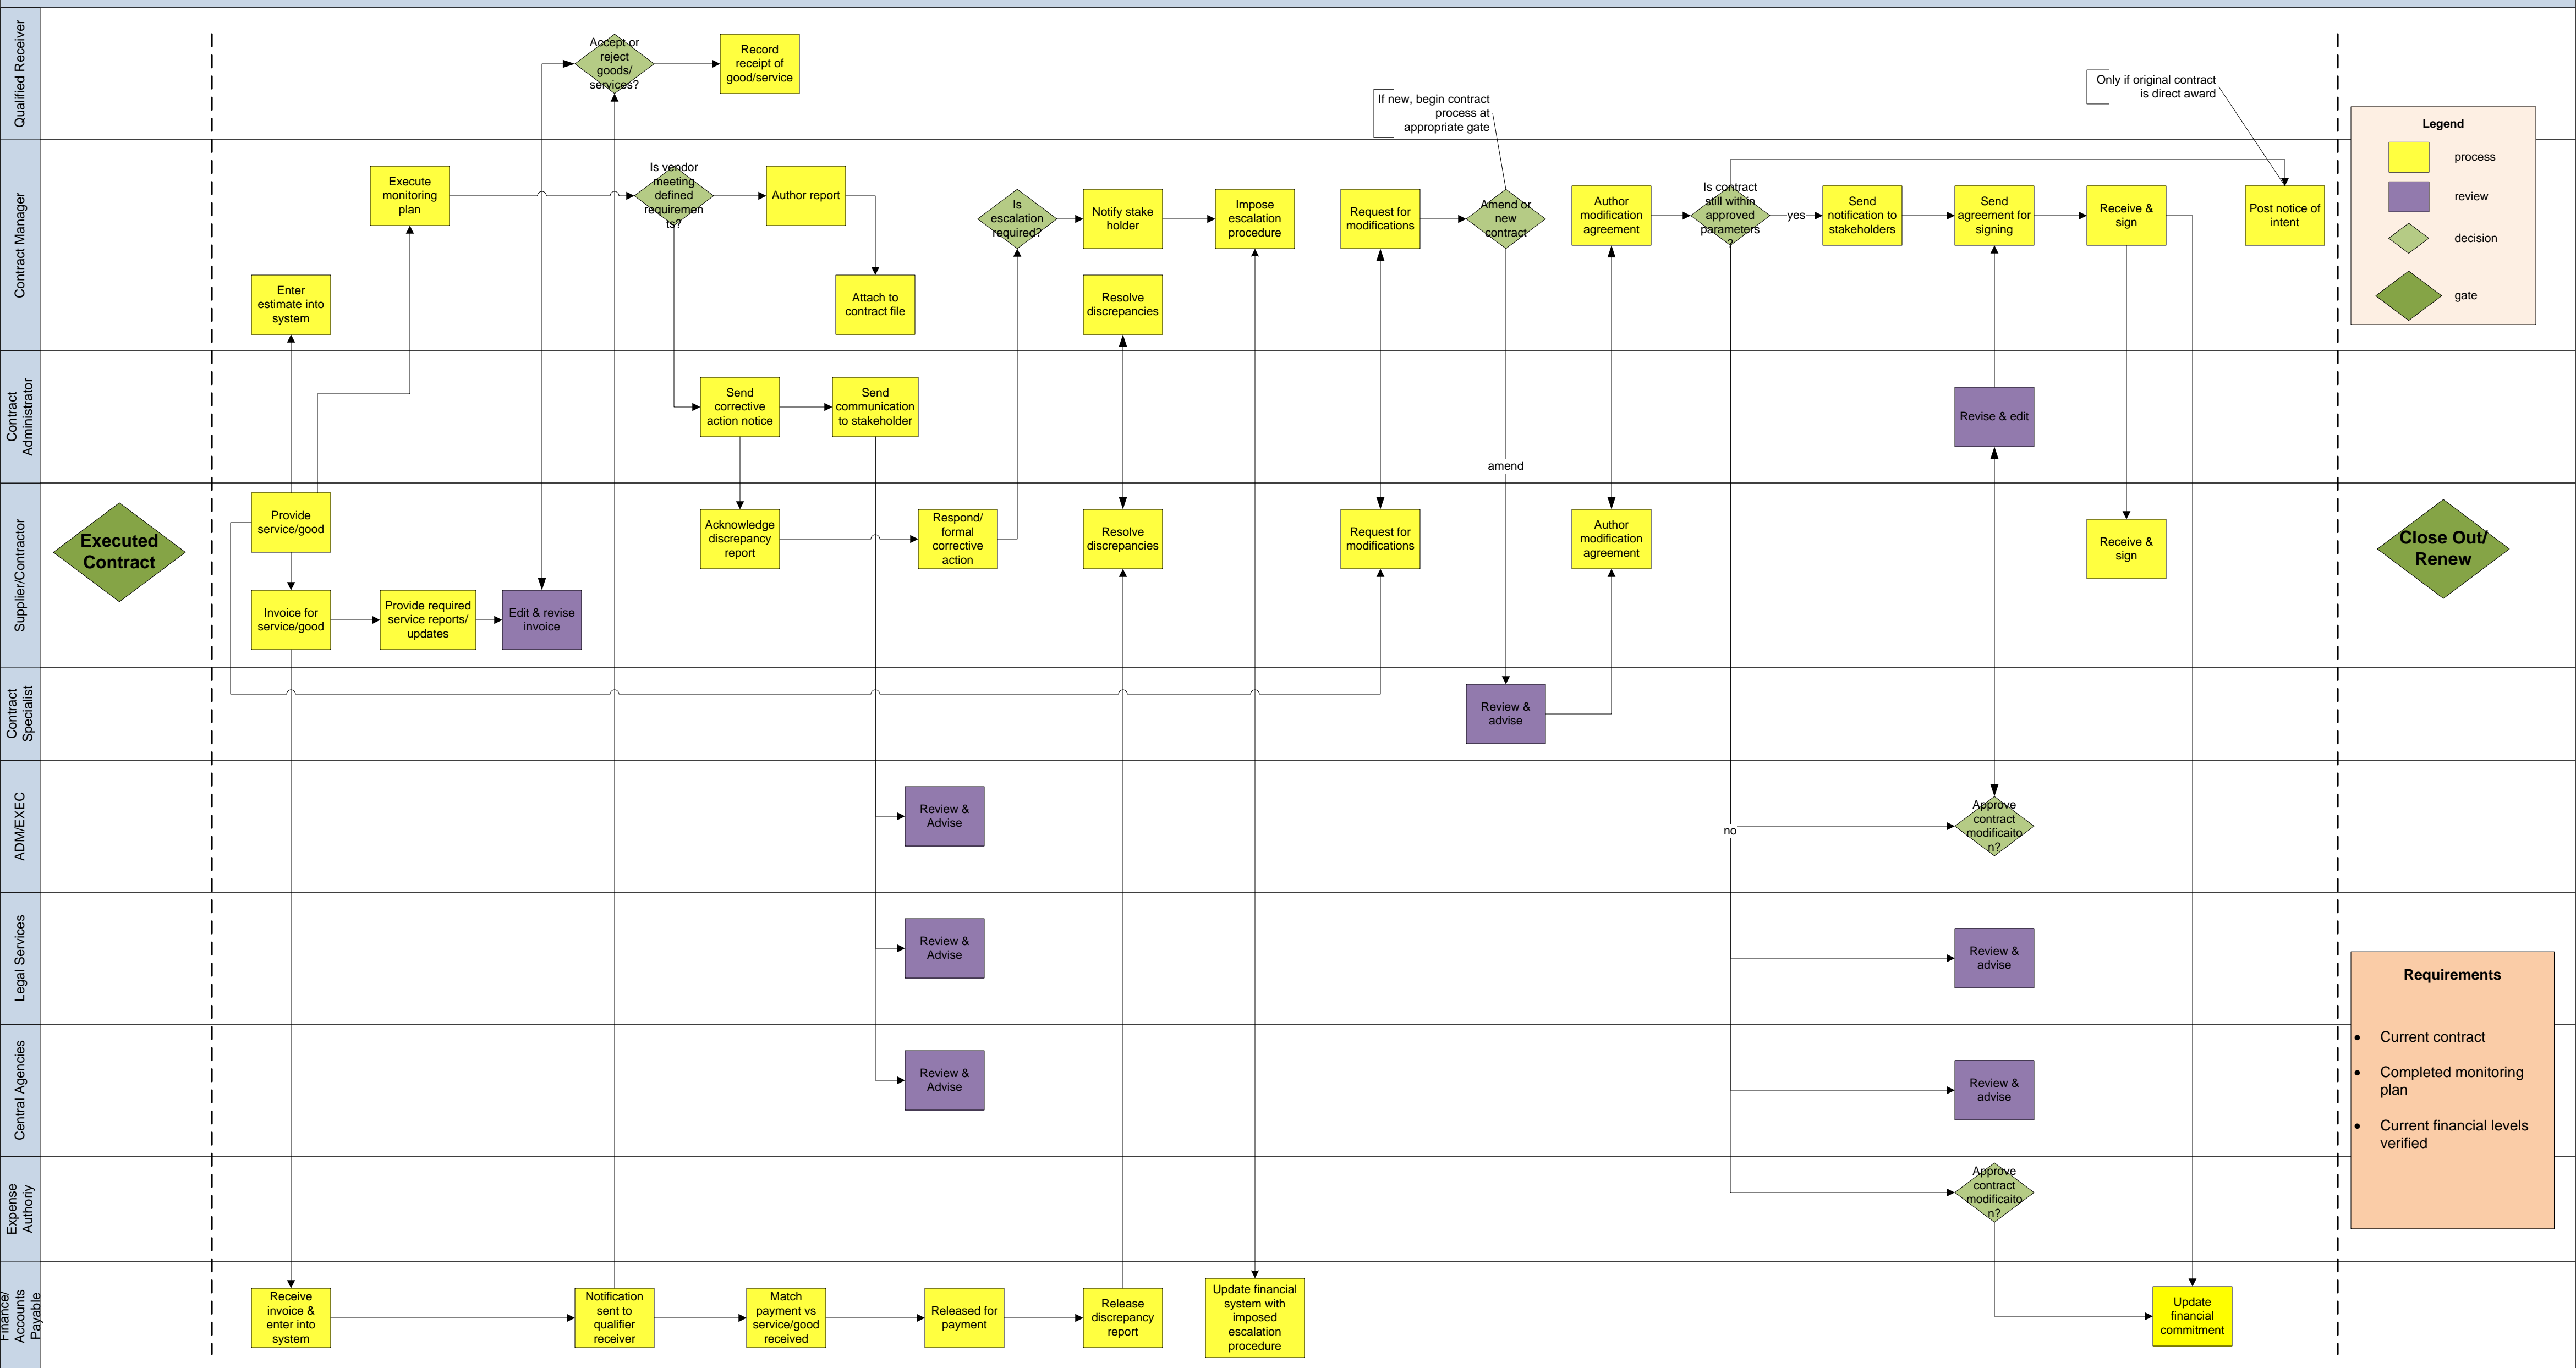 Qualified Receiver
Accept or
reject
goods/
services?
Record
receipt of
good/service
If new, begin contract
process at
appropriate gate
Only if original contract
is direct award
Legend
process
review
decision
gate
Contract Manager
Execute
monitoring
plan
Is vendor
meeting
defined
requiremen
ts?
Author report
Attach to
contract file
Enter
estimate into
system
Is
escalation
required?
Notify stake
holder
Impose
escalation
procedure
Resolve
discrepancies
Request for
modifications
Amend or
new
contract
Author
modification
agreement
Is contract
still within
approved
parameters
?
yes
Send
notification to
stakeholders
Send
agreement for
signing
Receive &
sign
Post notice of
intent
Contract
Administrator
Send
corrective
action notice
Send
communication
to stakeholder
amend
Revise & edit
Supplier/Contractor
Executed
Contract
Provide
service/good
Invoice for
service/good
Provide required
service reports/
updates
Edit & revise
invoice
Acknowledge
discrepancy
report
Respond/
formal
corrective
action
Resolve
discrepancies
Request for
modifications
Author
modification
agreement
Receive &
sign
Close Out/
Renew
Contract
Specialist
Review &
advise
ADM/EXEC
Review &
Advise
no
Approve
contract
modificaito
n?
Legal Services
Review &
Advise
Review &
advise
Central Agencies
Review &
Advise
Review &
advise
Requirements
• Current contract
• Completed monitoring
plan
• Current financial levels
verified
Expense
Authoriy
Approve
contract
modificaito
n?
Finance/
Accounts
Payable
Receive
invoice &
enter into
system
Notification
sent to
qualifier
receiver
Match
payment vs
service/good
received
Released for
payment
Release
discrepancy
report
Update financial
system with
imposed
escalation
procedure
Update
financial
commitment